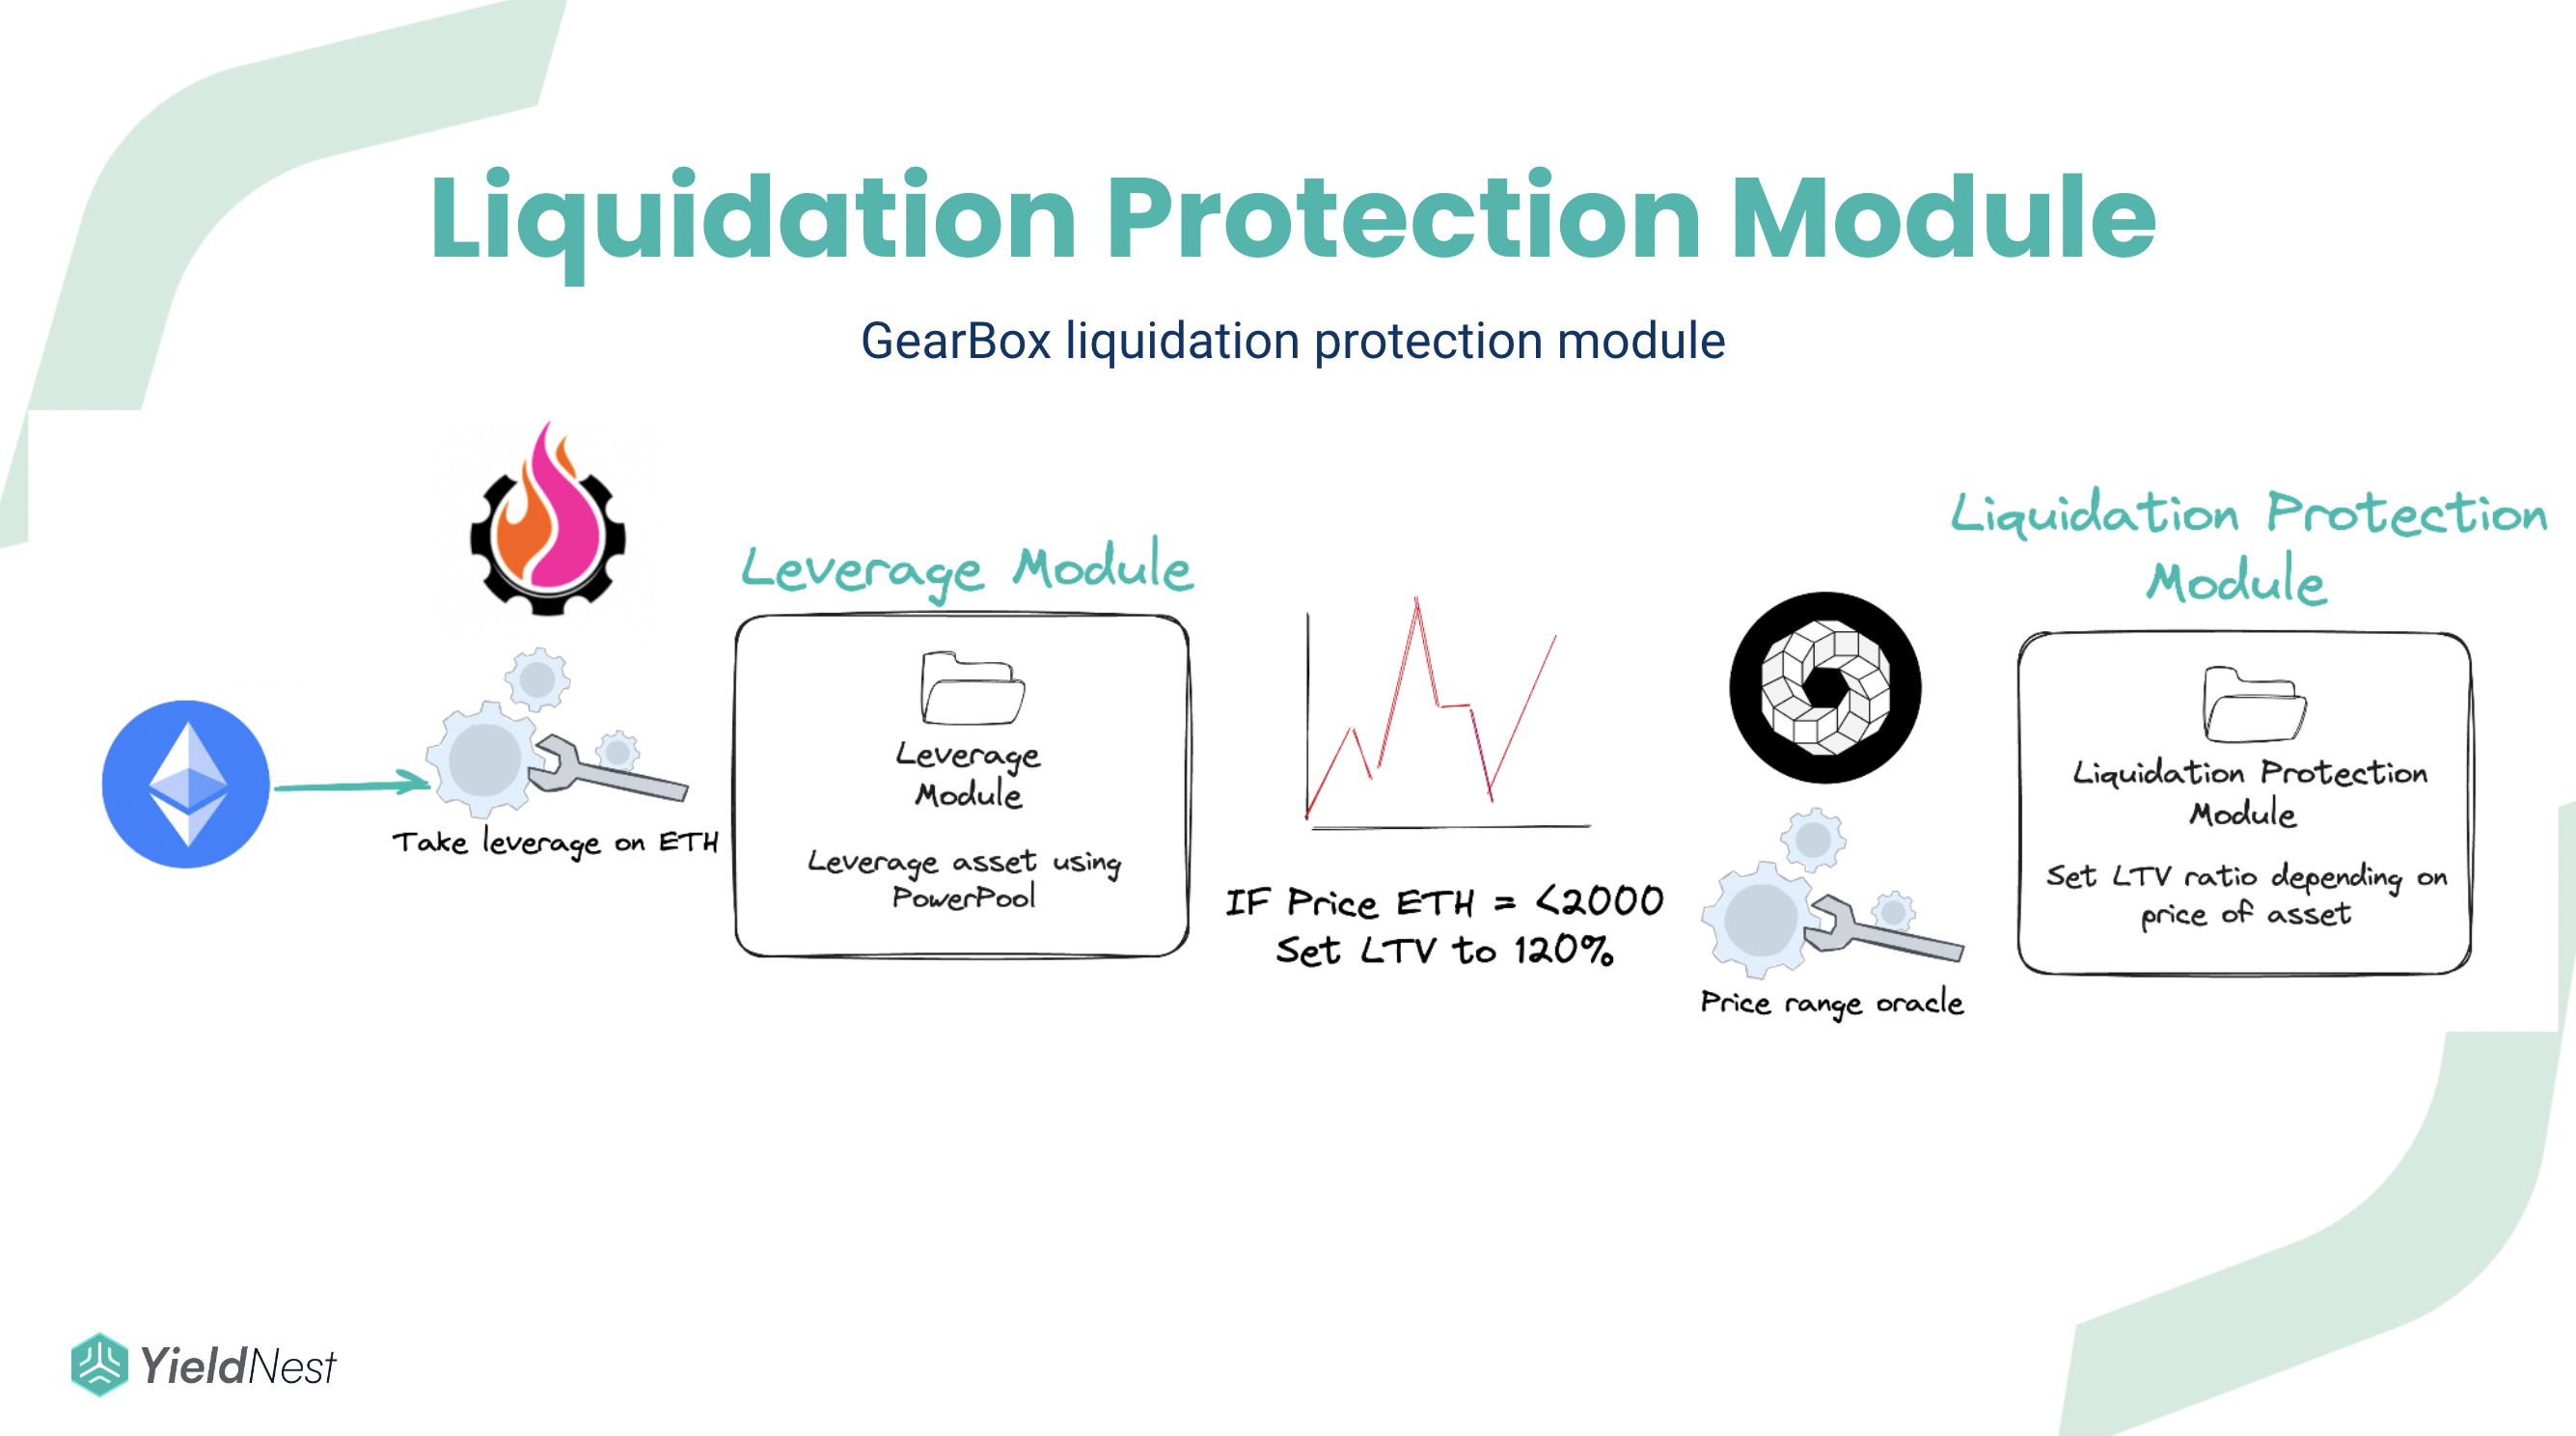 Liquidation Protection Module
GearBox liquidation protection module
Take leverage on ETH
Leverage Module
Leverage
Module
Leverage asset using
PowerPool
IF Price ETH = <2000
Set LTV to 120%
Price range oracle
Liquidation Protection
Module
Liquidation Protection
Module
Set LTV ratio depending on
price of asset
YieldNest